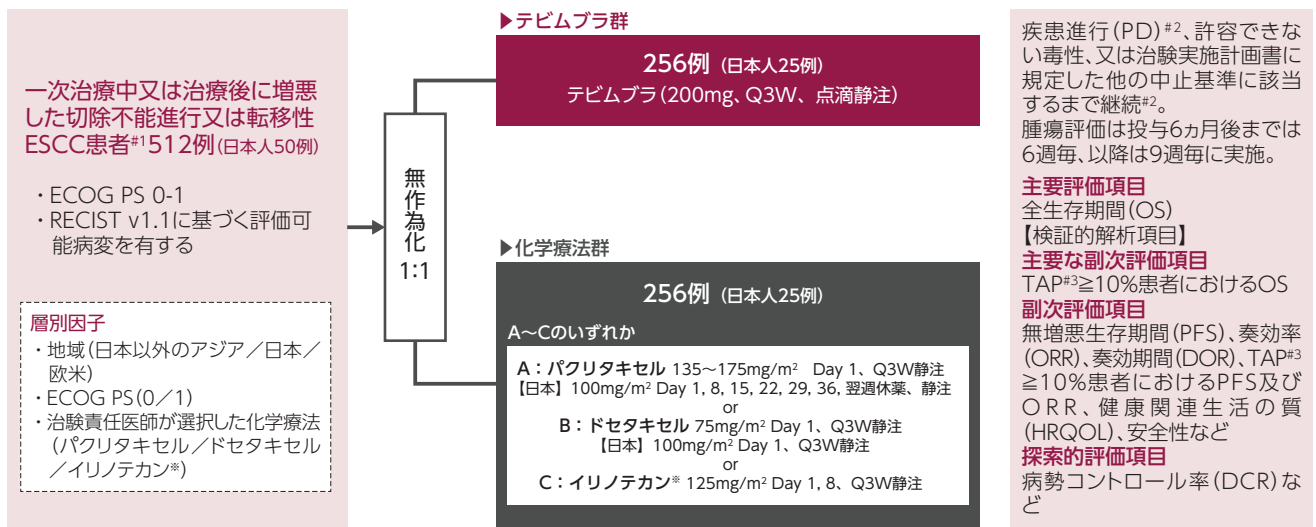 一次治療中又は治療後に増悪
した切除不能進行又は転移性
ESCC患者#1 512例(日本人50例)
・ECOG PS 0-1
・RECIST v1.1に基づく評価可
能病変を有する
層別因子
・地域(日本以外のアジア／日本／
欧米)
・ECOG PS(0／1)
・治験責任医師が選択した化学療法
(パクリタキセル／ドセタキセル
／イリノテカン※)
無作為化
1:1
▶テビムブラ群
256例 (日本人25例)
テビムブラ(200mg、Q3W、点滴静注)
▶化学療法群
256例 (日本人25例)
A～Cのいずれか
A：パクリタキセル 135～175mg/m² Day 1、Q3W静注
【日本】100mg/m² Day 1, 8, 15, 22, 29, 36, 翌週休薬、静注
or
B：ドセタキセル 75mg/m² Day 1、Q3W静注
【日本】100mg/m² Day 1、Q3W静注
or
C：イリノテカン※ 125mg/m² Day 1, 8、Q3W静注
疾患進行(PD)#2、許容できな
い毒性、又は治験実施計画書に
規定した他の中止基準に該当
するまで継続#2。
腫瘍評価は投与6ヵ月後までは
6週毎、以降は9週毎に実施。
主要評価項目
全生存期間(OS)
【検証的解析項目】
主要な副次評価項目
TAP#3≧10%患者におけるOS
副次評価項目
無増悪生存期間(PFS)、奏効率
(ORR)、奏効期間(DOR)、TAP#3
≧10%患者におけるPFS及び
ORR、健康関連生活の質
(HRQOL)、安全性など
探索的評価項目
病勢コントロール率(DCR)な
ど